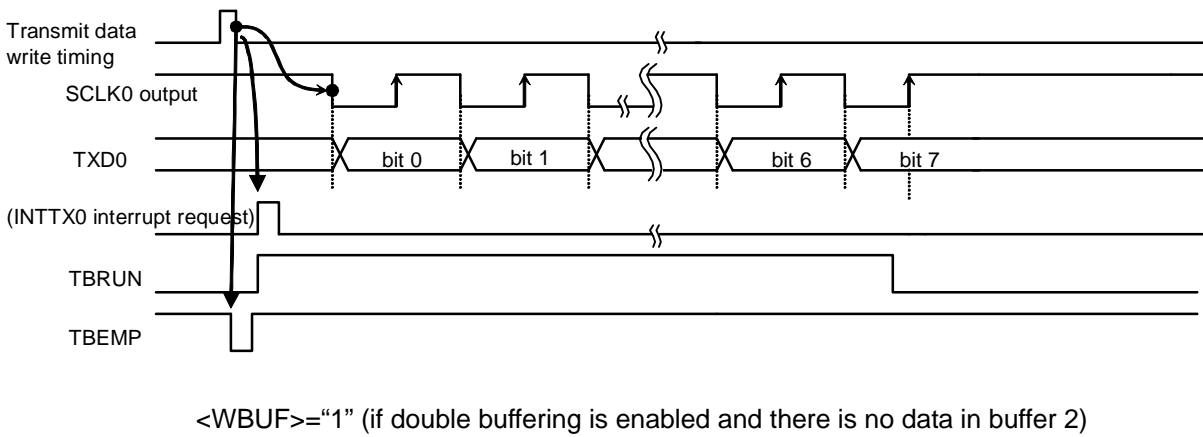 Transmit data
write timing
SCLK0 output
TXD0
bit 0
bit 1
bit 6
bit 7
(INTTX0 interrupt request)
TBRUN
TBEMP
<WBUF>=“1” (if double buffering is enabled and there is no data in buffer 2)